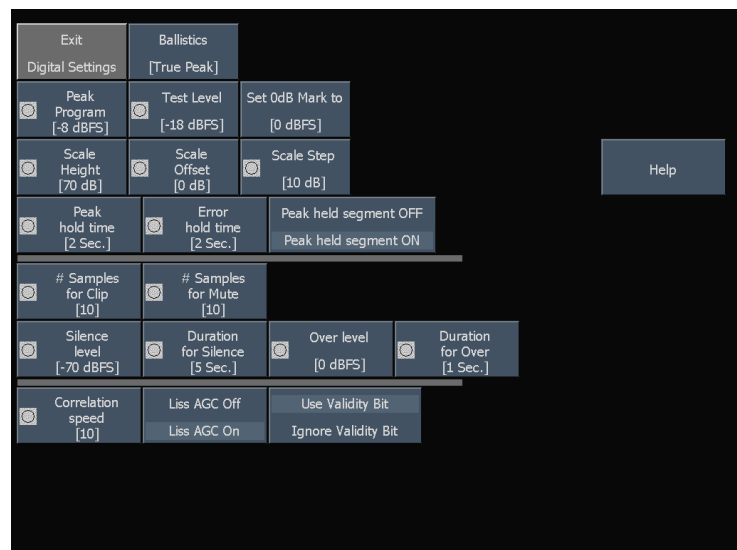 Exit
Digital Settings
Ballistics
[True Peak]
Peak
Program
[-8 dBFS]
Test Level
[-18 dBFS]
Set 0dB Mark to
[0 dBFS]
Scale
Height
[70 dB]
Scale
Offset
[0 dB]
Scale Step
[10 dB]
Help
Peak
hold time
[2 Sec.]
Error
hold time
[2 Sec.]
Peak held segment OFF
Peak held segment ON
# Samples
for Clip
[10]
# Samples
for Mute
[10]
Silence
level
[-70 dBFS]
Duration
for Silence
[5 Sec.]
Over level
[0 dBFS]
Duration
for Over
[1 Sec.]
Correlation
speed
[10]
Liss AGC Off
Liss AGC On
Use Validity Bit
Ignore Validity Bit